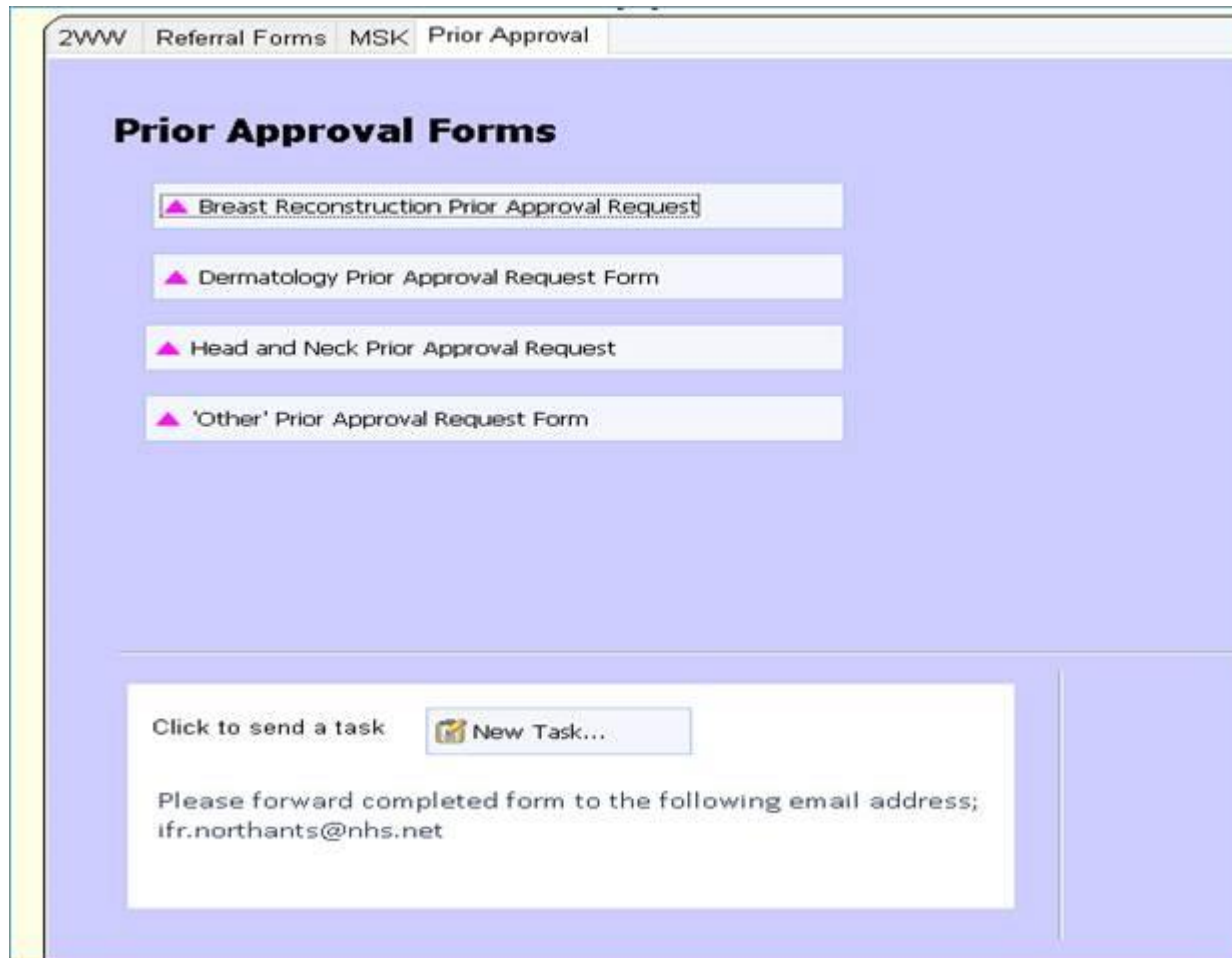 2WW Referral Forms MSK Prior Approval
Prior Approval Forms
Breast Reconstruction Prior Approval Request
Dermatology Prior Approval Request Form
Head and Neck Prior Approval Request
'Other' Prior Approval Request Form
Click to send a task New Task...
Please forward completed form to the following email address;
ifr.northants@nhs.net